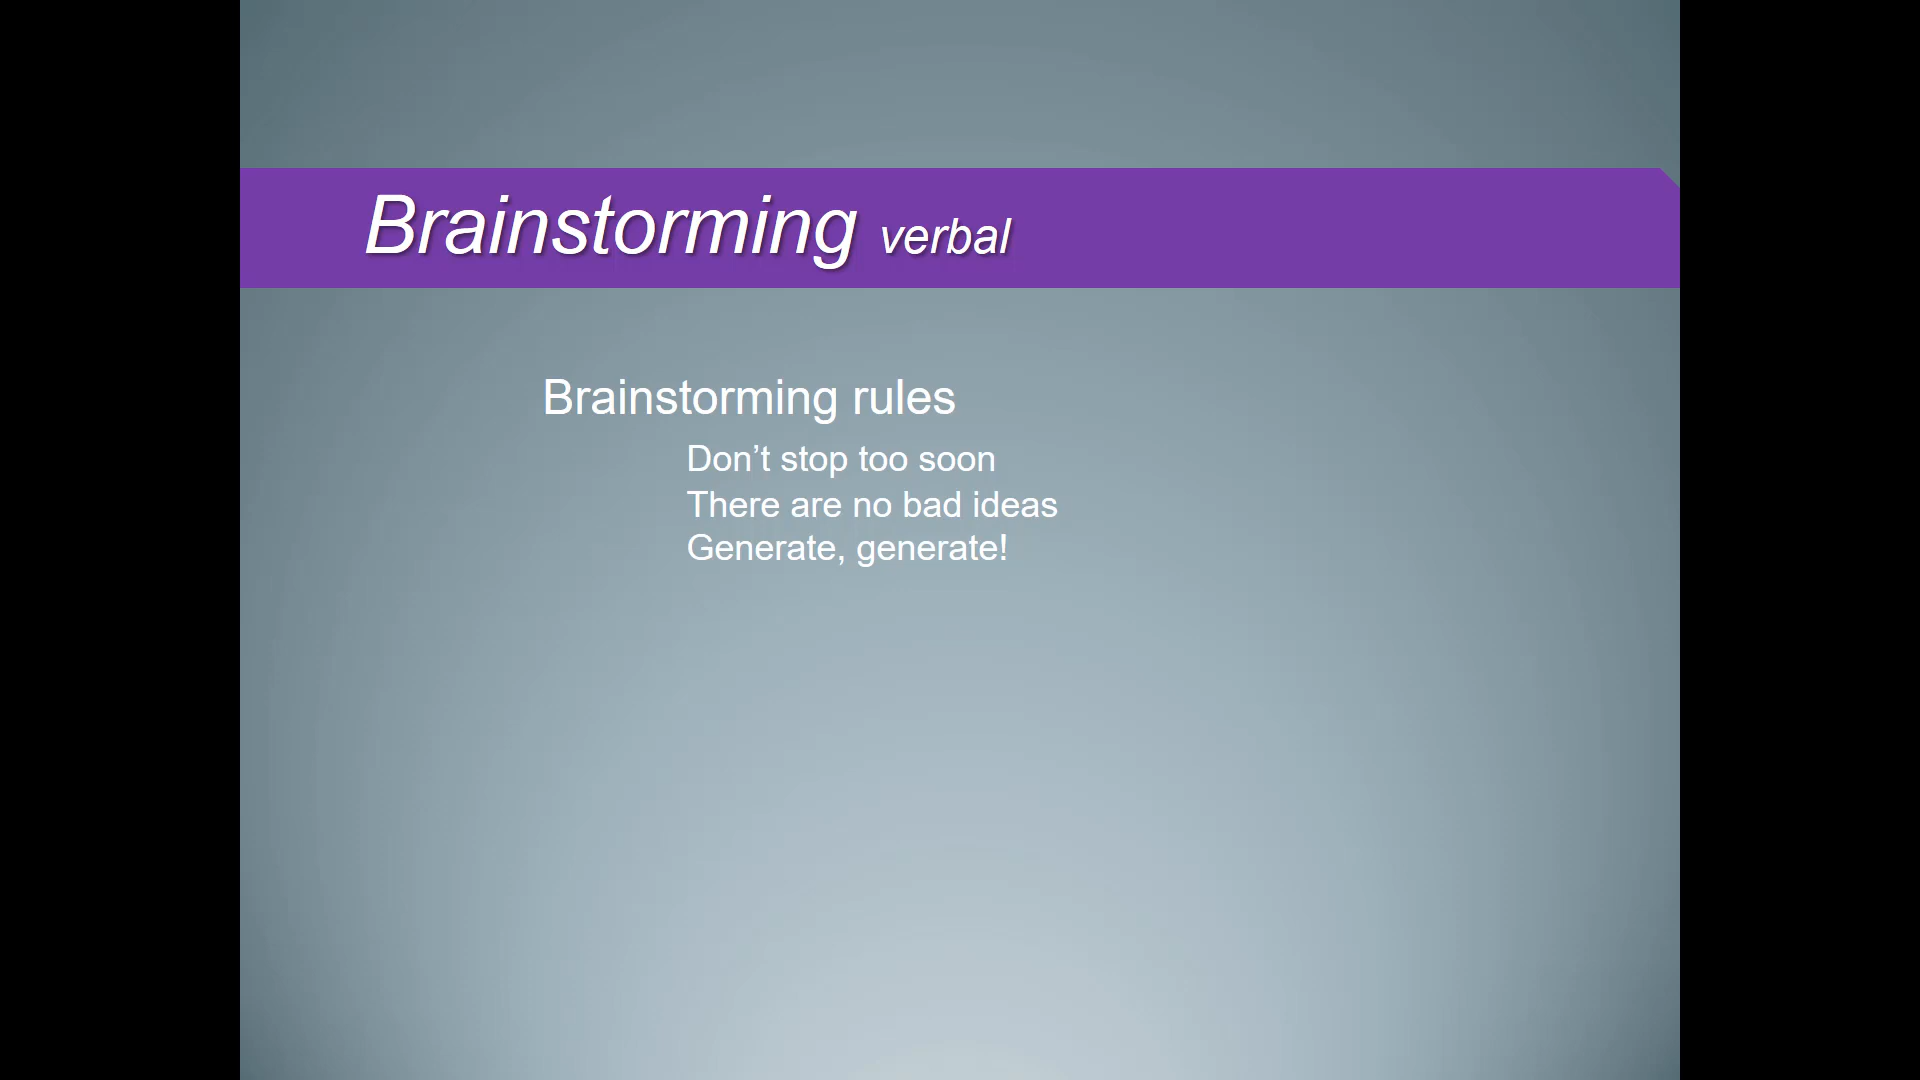 Brainstorming verbal
Brainstorming rules
Don’t stop too soon
There are no bad ideas
Generate, generate!